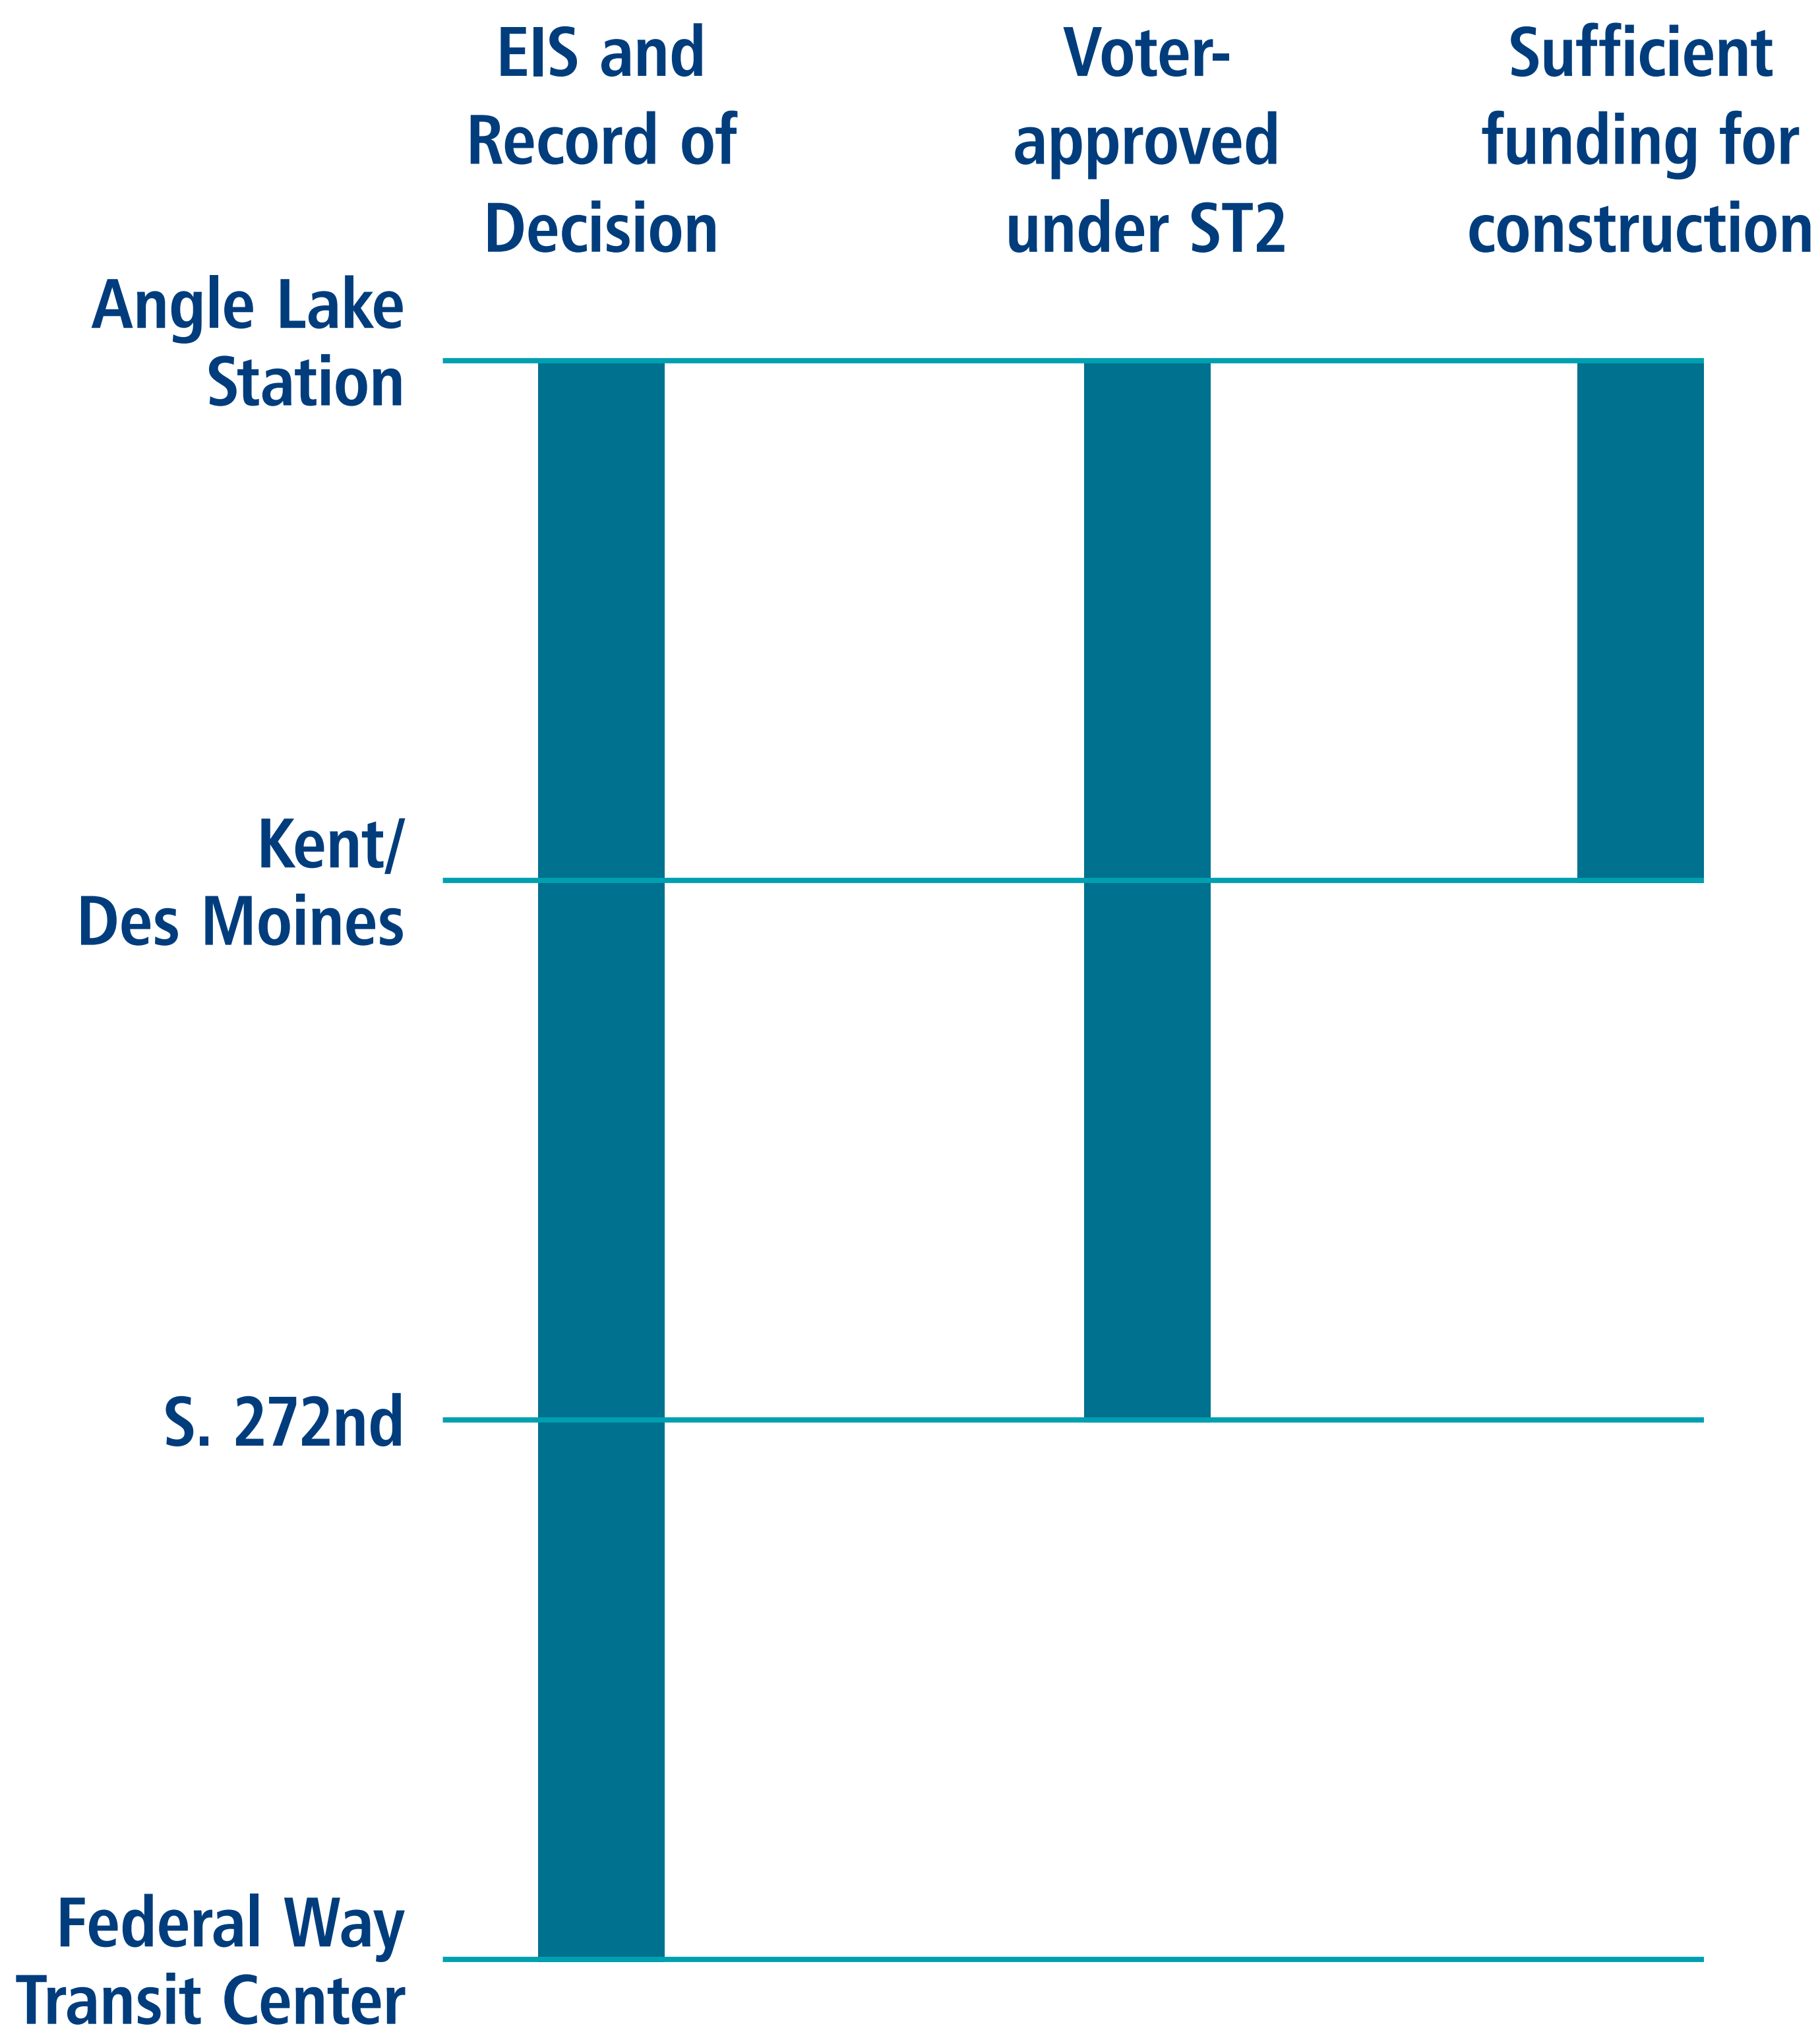 EIS and
Record of
Decision
Voter-
approved
under ST2
Sufficient
funding for
construction
Angle Lake
Station
Kent/
Des Moines
S. 272nd
Federal Way
Transit Center